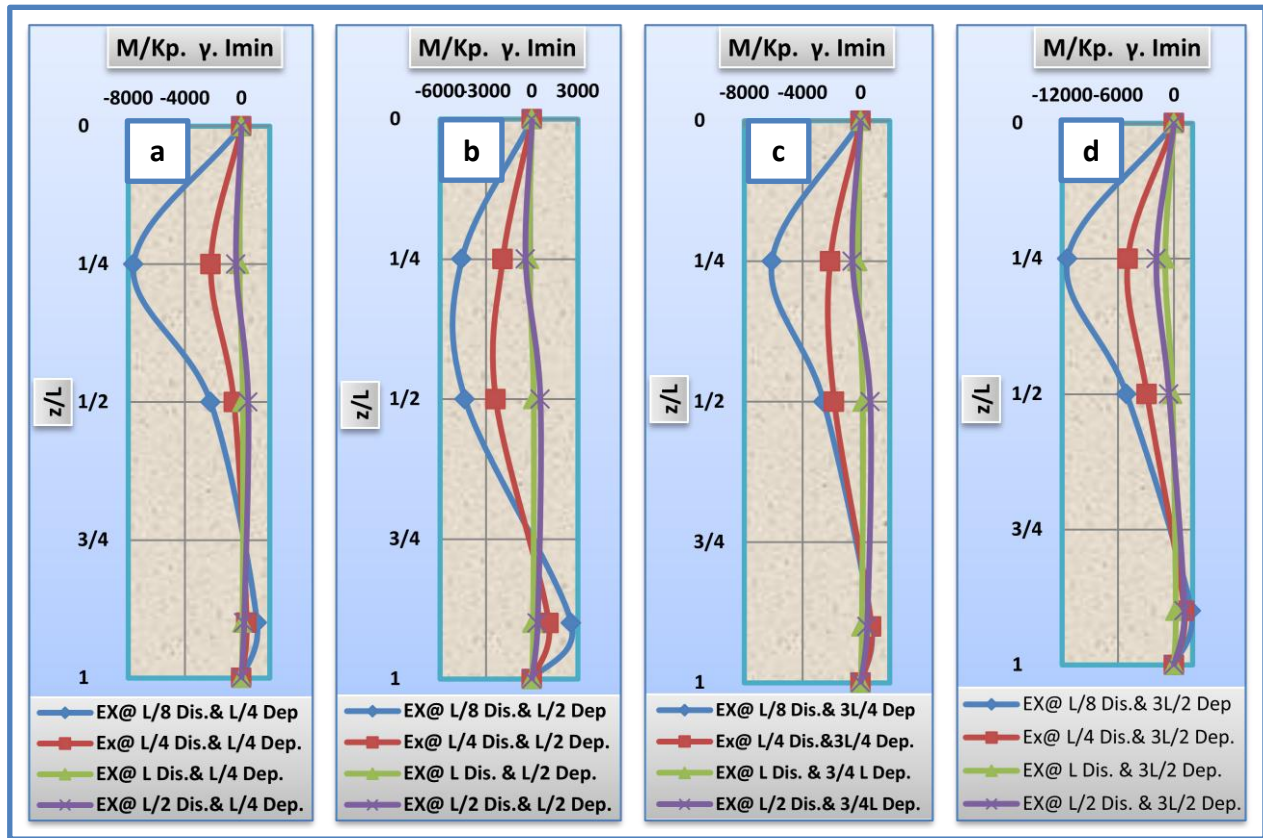 M/Kp. γ. Imin
-8000 -4000 0
0
a
1/4
1/2
3/4
1
z/L
EX@ L/8 Dis.& L/4 Dep
Ex@ L/4 Dis.& L/4 Dep.
EX@ L Dis.& L/4 Dep.
EX@ L/2 Dis.& L/4 Dep.
M/Kp. γ. Imin
-6000 -3000 0 3000
0
b
1/4
1/2
3/4
1
z/L
EX@ L/8 Dis.& L/2 Dep
EX@ L/4 Dis.& L/2 Dep.
EX@ L Dis. & L/2 Dep.
EX@ L/2 Dis.& L/2 Dep.
M/Kp. γ. Imin
-8000 -4000 0
0
c
1/4
1/2
3/4
1
z/L
EX@ L/8 Dis.& 3L/4 Dep
Ex@ L/4 Dis.&3L/4 Dep.
EX@ L Dis. & 3/4 L Dep.
EX@ L/2 Dis.& 3/4L Dep.
M/Kp. γ. Imin
-12000 -6000 0
0
d
1/4
1/2
3/4
1
z/L
EX@ L/8 Dis.& 3L/2 Dep
EX@ L/4 Dis.& 3L/2 Dep.
EX@ L Dis. & 3L/2 Dep.
EX@ L/2 Dis. & 3L/2 Dep.